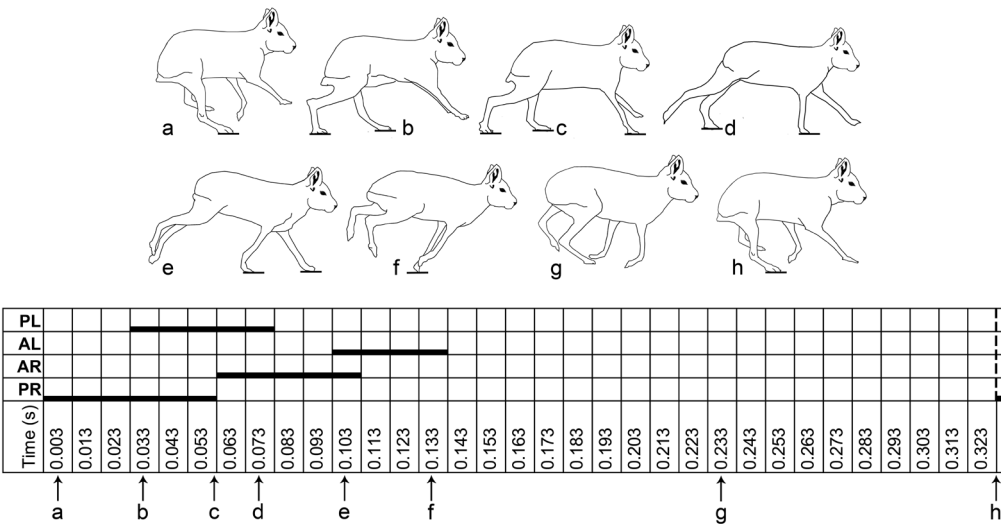 a b c d
e f g h
PL
AL
AR
PR
Time (s) 0.003 0.013 0.023 0.033 0.043 0.053 0.063 0.073 0.083 0.093 0.103 0.113 0.123 0.133 0.143 0.153 0.163 0.173 0.183 0.193 0.203 0.213 0.223 0.233 0.243 0.253 0.263 0.273 0.283 0.293 0.303 0.313 0.323
a b c d e f g h